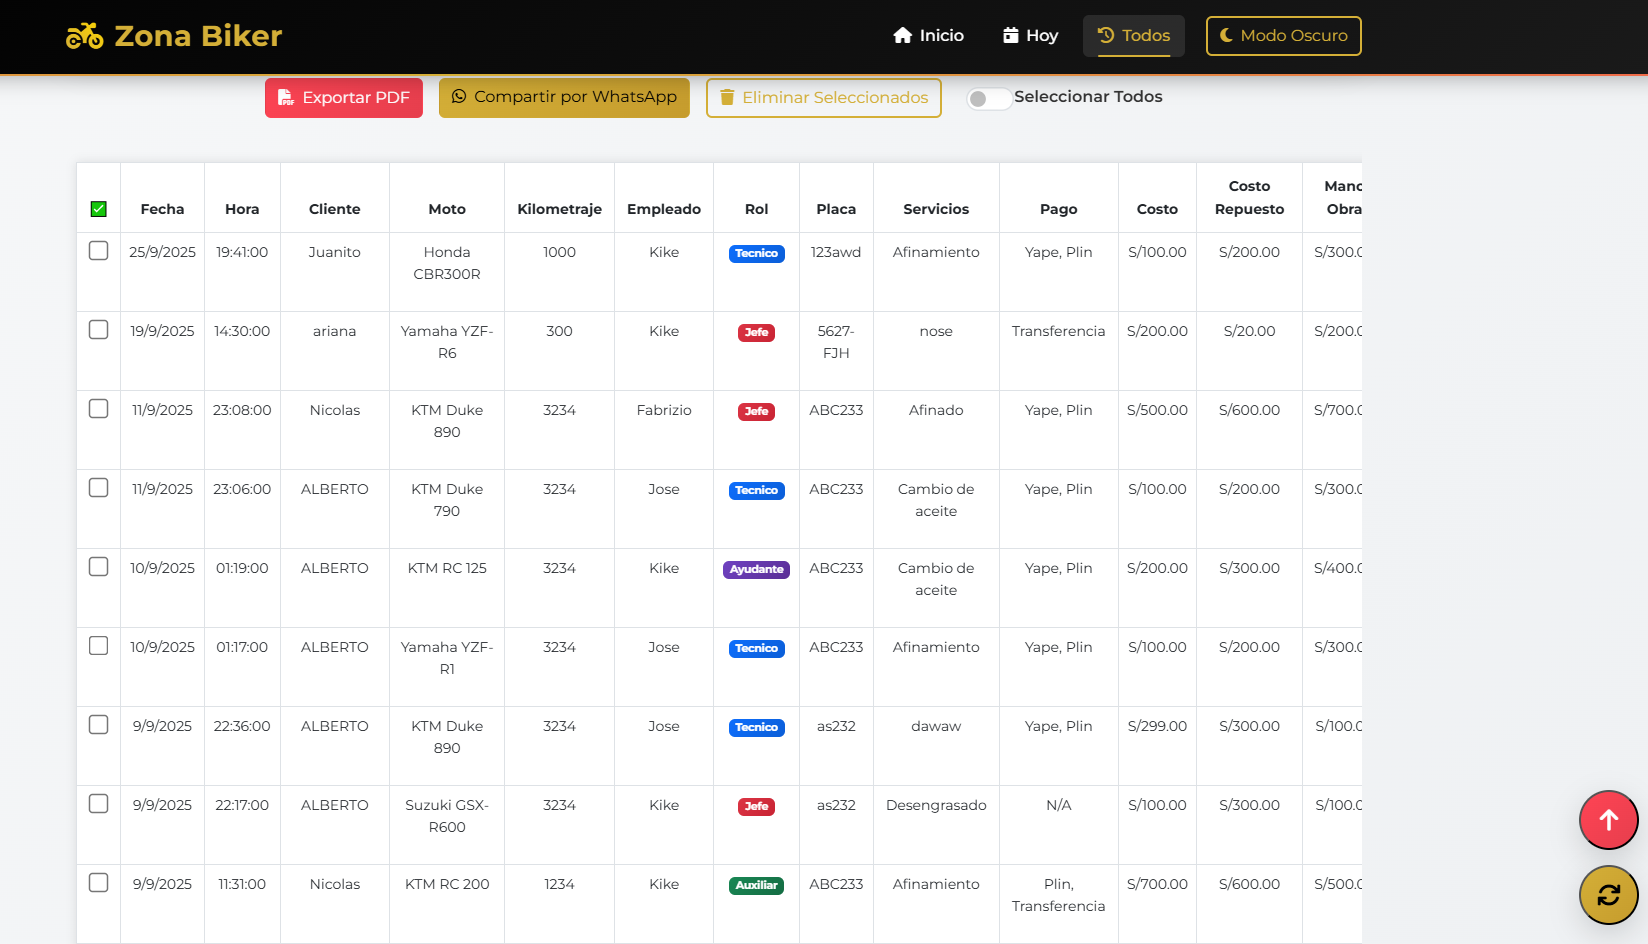 Zona Biker
Inicio
Hoy
Todos
Modo Oscuro
Exportar PDF
Compartir por WhatsApp
Eliminar Seleccionados
Seleccionar Todos
Fecha Hora Cliente Moto Kilometraje Empleado Rol Placa Servicios Pago Costo Costo Repuesto Mano Obra
25/9/2025 19:41:00 Juanito Honda CBR300R 1000 Kike Tecnico 123awd Afinamiento Yape, Plin S/100.00 S/200.00 S/300.0
19/9/2025 14:30:00 ariana Yamaha YZF-R6 300 Kike Jefe 5627-FJH nose Transferencia S/200.00 S/20.00 S/200.0
11/9/2025 23:08:00 Nicolas KTM Duke 890 3234 Fabrizio Jefe ABC233 Afinado Yape, Plin S/500.00 S/600.00 S/700.0
11/9/2025 23:06:00 ALBERTO KTM Duke 790 3234 Jose Tecnico ABC233 Cambio de aceite Yape, Plin S/100.00 S/200.00 S/300.0
10/9/2025 01:19:00 ALBERTO KTM RC 125 3234 Kike Ayudante ABC233 Cambio de aceite Yape, Plin S/200.00 S/300.00 S/400.0
10/9/2025 01:17:00 ALBERTO Yamaha YZF-R1 3234 Jose Tecnico ABC233 Afinamiento Yape, Plin S/100.00 S/200.00 S/300.0
9/9/2025 22:36:00 ALBERTO KTM Duke 890 3234 Jose Tecnico as232 dawaw Yape, Plin S/299.00 S/300.00 S/100.0
9/9/2025 22:17:00 ALBERTO Suzuki GSX-R600 3234 Kike Jefe as232 Desengrasado N/A S/100.00 S/300.00 S/100.0
9/9/2025 11:31:00 Nicolas KTM RC 200 1234 Kike Auxiliar ABC233 Afinamiento Plin, Transferencia S/700.00 S/600.00 S/500.0